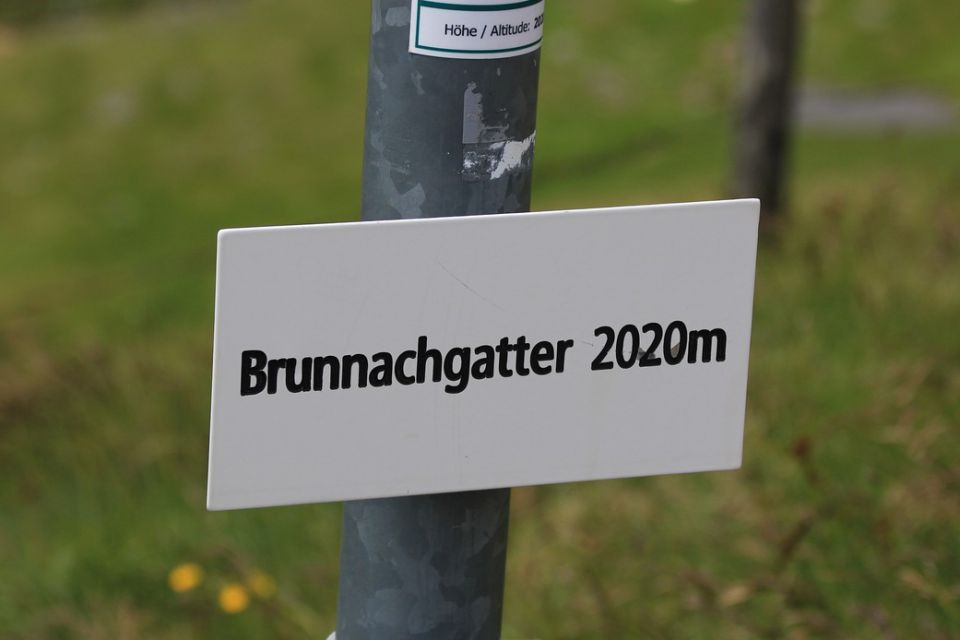 Höhe / Altitude:
Brunnachgatter 2020m